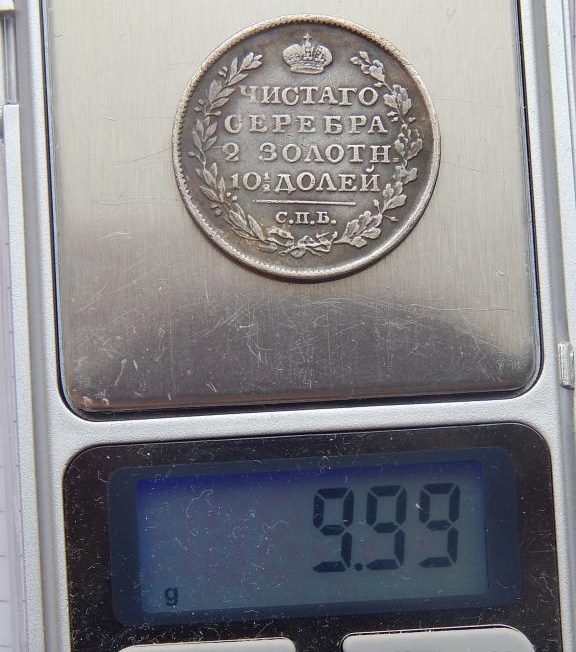 ЧИСТАГО
СЕРЕБРА
2 ЗОЛОТН.
10½ ДОЛЕЙ
С.П.Б.
9.99
g